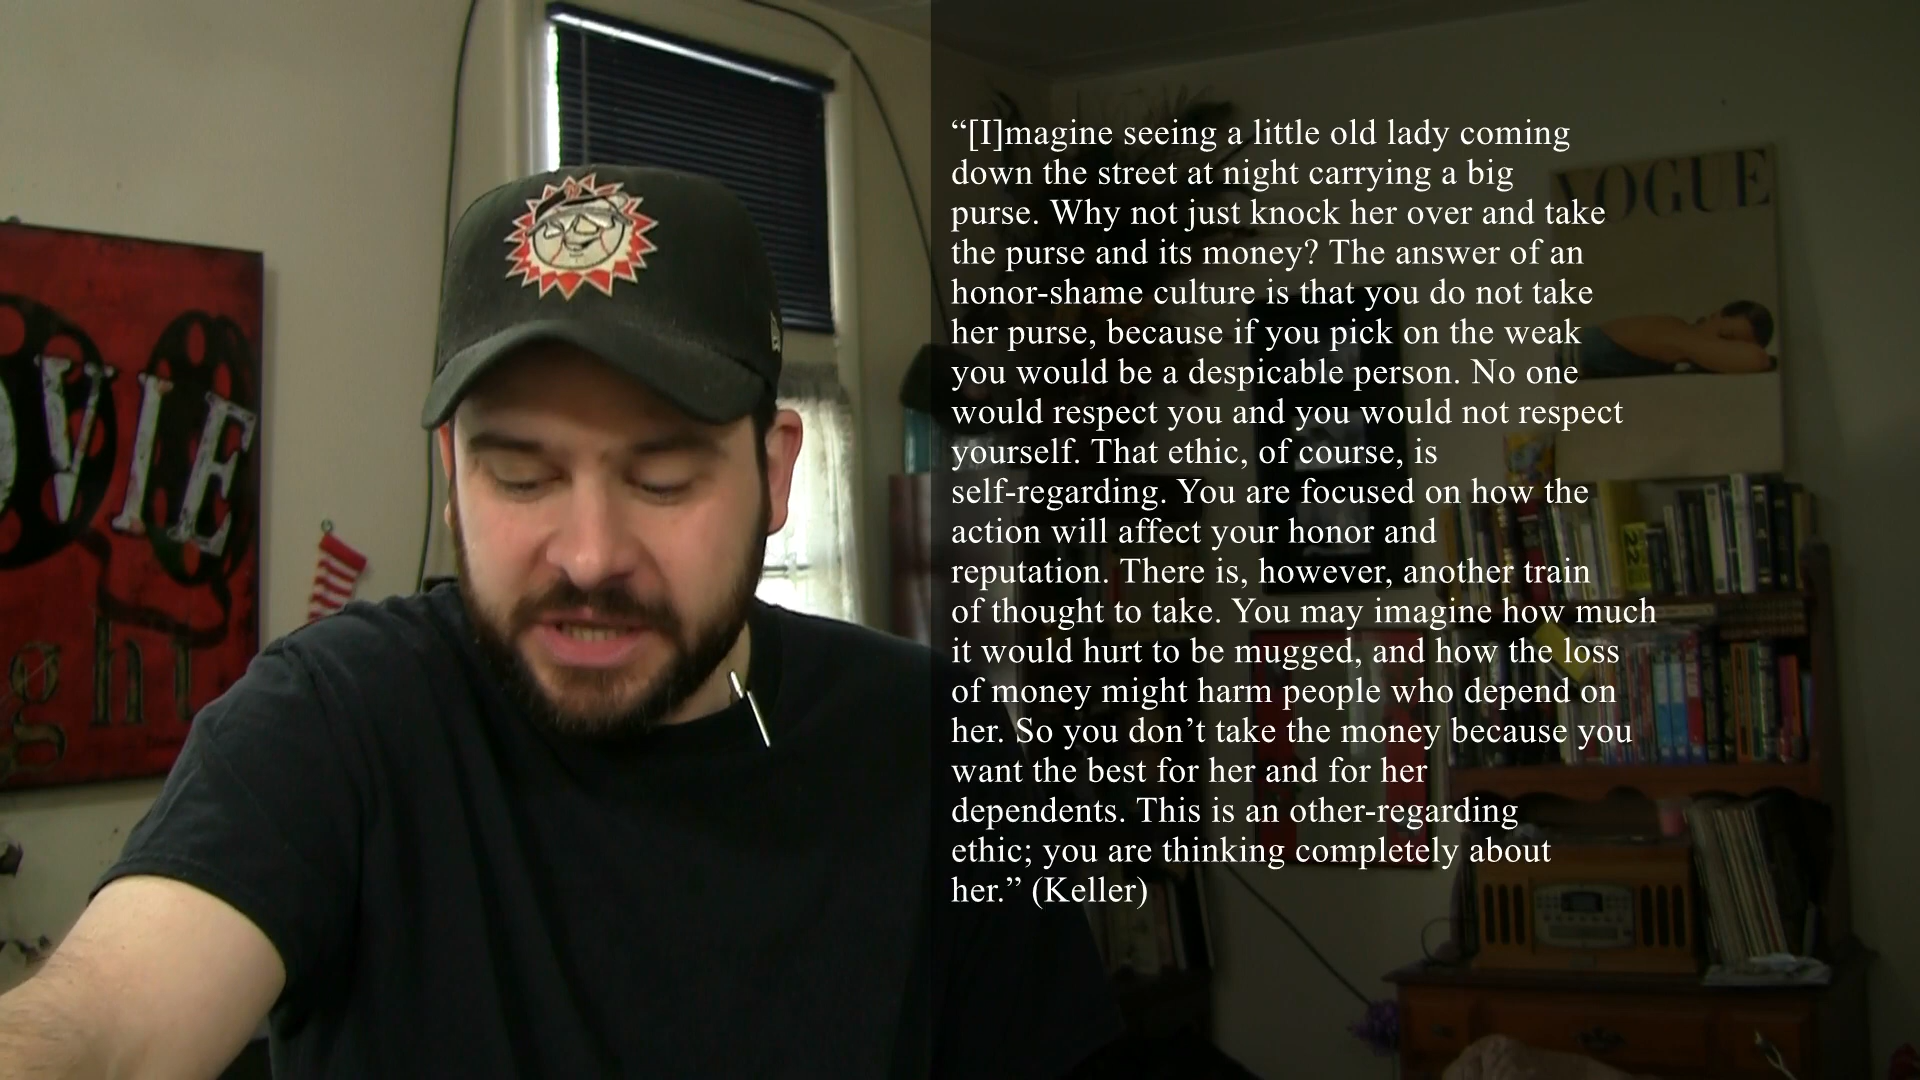 OVIE
ght
VOGUE
“[I]magine seeing a little old lady coming
down the street at night carrying a big
purse. Why not just knock her over and take
the purse and its money? The answer of an
honor-shame culture is that you do not take
her purse, because if you pick on the weak
you would be a despicable person. No one
would respect you and you would not respect
yourself. That ethic, of course, is
self-regarding. You are focused on how the
action will affect your honor and
reputation. There is, however, another train
of thought to take. You may imagine how much
it would hurt to be mugged, and how the loss
of money might harm people who depend on
her. So you don’t take the money because you
want the best for her and for her
dependents. This is an other-regarding
ethic; you are thinking completely about
her.” (Keller)